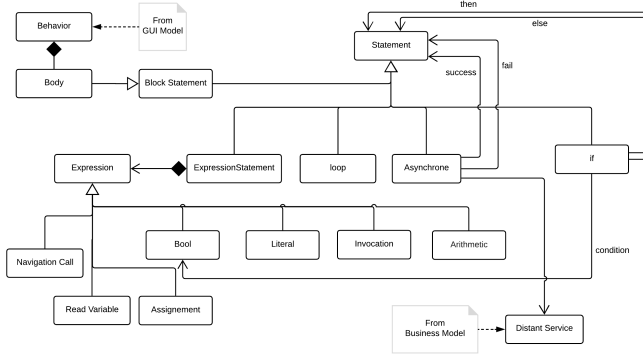 then
else
Behavior
From
GUI Model
Statement
fail
success
Body
Block Statement
Expression
ExpressionStatement
loop
Asynchrone
if
Bool
Literal
Invocation
Arithmetic
condition
Navigation Call
Read Variable
Assignement
From
Business Model
Distant Service